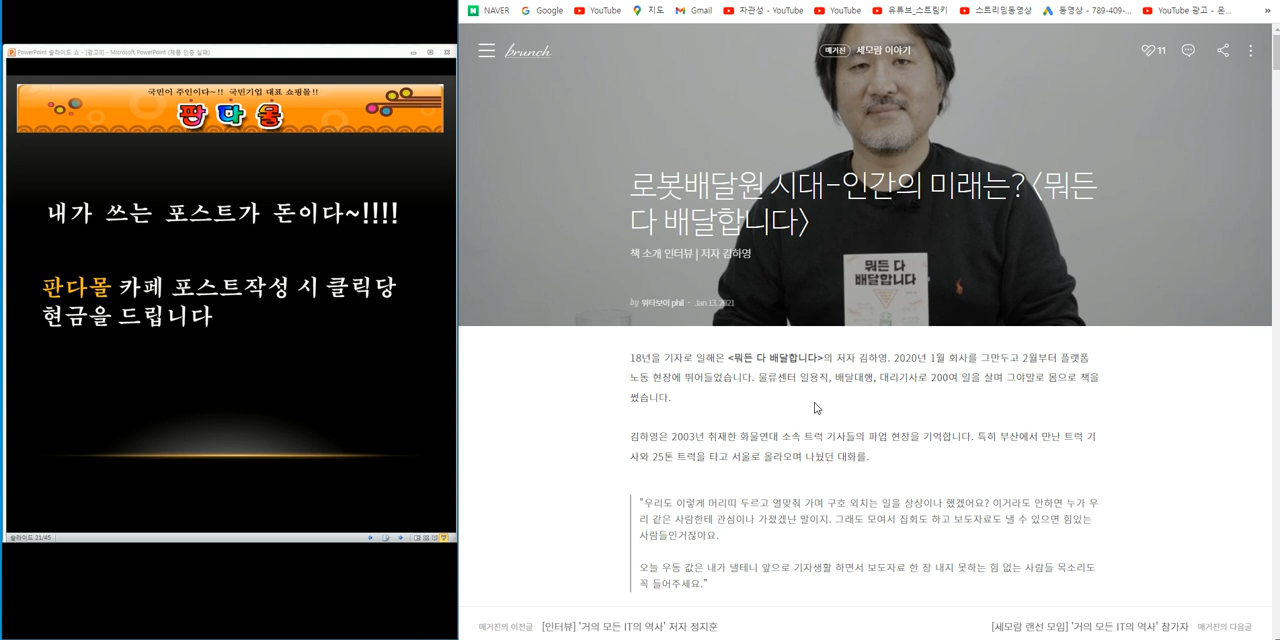 PowerPoint 슬라이드 쇼 - [광고3] - Microsoft PowerPoint (제품 인증 실패)
국민이 주인이다~!! 국민기업 대표 쇼핑몰!!
판다몰
내가 쓰는 포스트가 돈이다~!!!!
판다몰 카페 포스트작성 시 클릭당
현금을 드립니다
슬라이드 21/45
NAVER Google YouTube 지도 Gmail 자관성 - YouTube YouTube 유튜브_스트림키 스트리밍동영상 동영상 - 789-409-... YouTube 광고 - 온... »
brunch 매거진 세모람 이야기 11
로봇배달원 시대-인간의 미래는?<뭐든
다 배달합니다>
책 소개 인터뷰 | 저자 김하영
뭐든 다
배달합니다
by 뭐타보이 phil · Jan 13. 2021
18년을 기자로 일해온 <뭐든 다 배달합니다>의 저자 김하영. 2020년 1월 회사를 그만두고 2월부터 플랫폼
노동 현장에 뛰어들었습니다. 물류센터 일용직, 배달대행, 대리기사로 200여 일을 살며 그야말로 몸으로 책을
썼습니다.
김하영은 2003년 취재한 화물연대 소속 트럭 기사들의 파업 현장을 기억합니다. 특히 부산에서 만난 트럭 기
사와 25톤 트럭을 타고 서울로 올라오며 나눴던 대화를.
"우리도 이렇게 머리띠 두르고 열맞춰 가며 구호 외치는 일을 상상이나 했겠어요? 이거라도 안하면 누가 우
리 같은 사람한테 관심이나 가졌겠냔 말이지. 그래도 모여서 집회도 하고 보도자료도 낼 수 있으면 힘있는
사람들인거잖아요.
오늘 우동 값은 내가 낼테니 앞으로 기자생활 하면서 보도자료 한 장 내지 못하는 힘 없는 사람들 목소리도
꼭 들어주세요."
매거진의 이전글 [인터뷰] '거의 모든 IT의 역사' 저자 정지훈
[세모람 랜선 모임] '거의 모든 IT의 역사' 참가자 매거진의 다음글